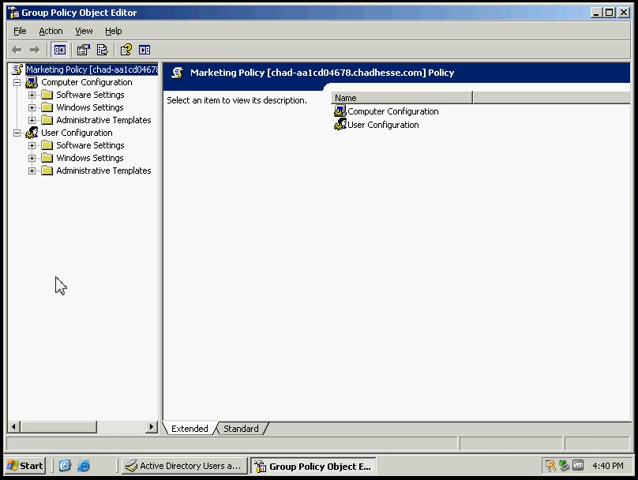 Group Policy Object Editor
File Action View Help
Marketing Policy [chad-aa1cd04678
Computer Configuration
Software Settings
Windows Settings
Administrative Templates
User Configuration
Software Settings
Windows Settings
Administrative Templates
Marketing Policy [chad-aa1cd04678.chadhesse.com] Policy
Select an item to view its description.
Name
Computer Configuration
User Configuration
Extended Standard
Start Active Directory Users a... Group Policy Object E... 4:40 PM